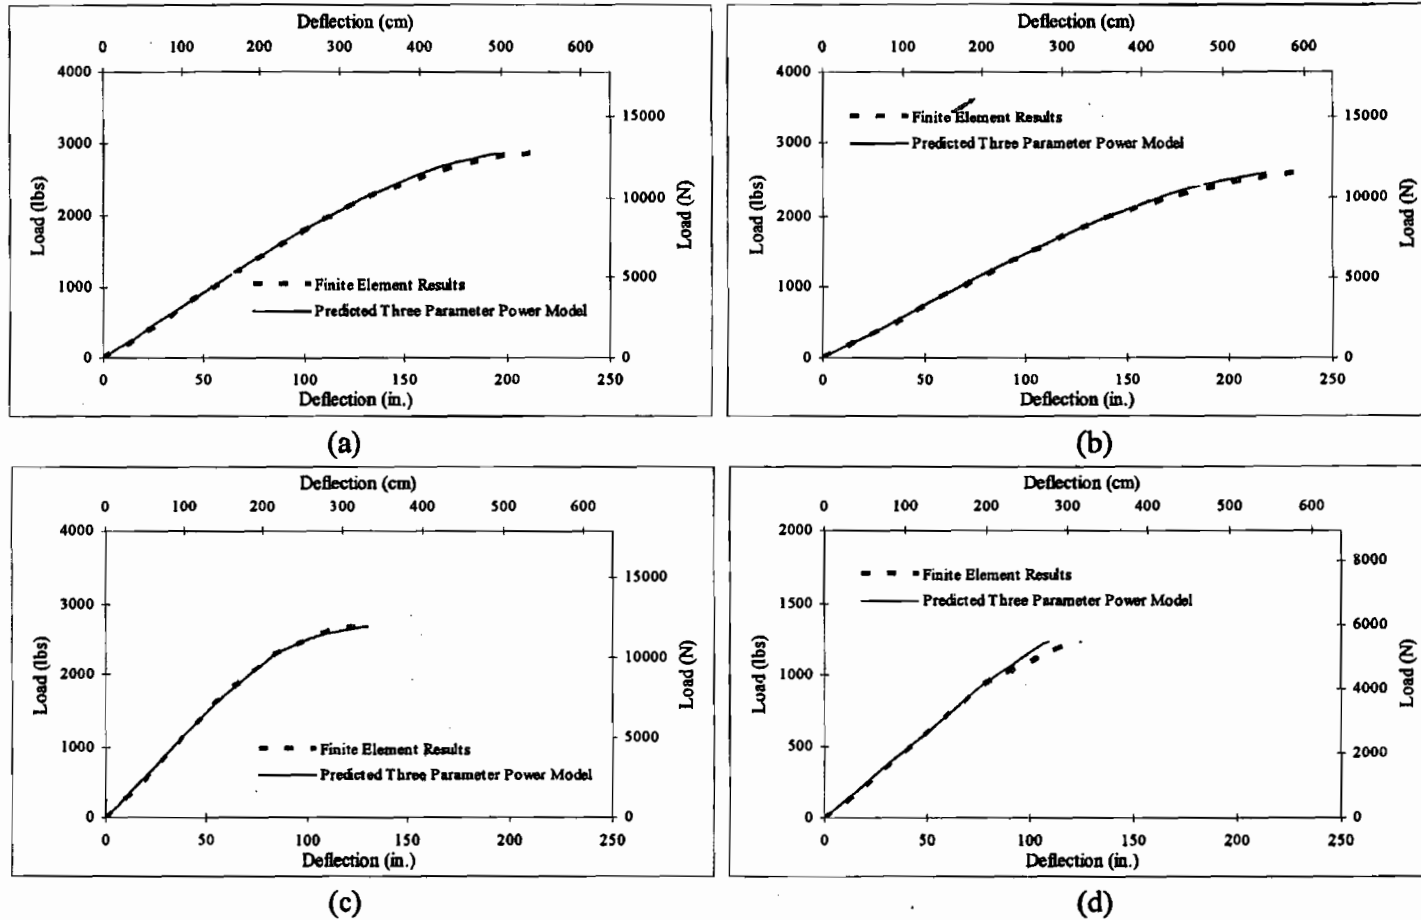 Deflection (cm)
0 100 200 300 400 500 600
4000
3000
2000
1000
0
15000
10000
5000
0
Load (lbs)
Load (N)
Finite Element Results
Predicted Three Parameter Power Model
0 50 100 150 200 250
Deflection (in.)
(a)
Deflection (cm)
0 100 200 300 400 500 600
4000
3000
2000
1000
0
15000
10000
5000
0
Load (lbs)
Load (N)
Finite Element Results
Predicted Three Parameter Power Model
0 50 100 150 200 250
Deflection (in.)
(b)
Deflection (cm)
0 100 200 300 400 500 600
4000
3000
2000
1000
0
15000
10000
5000
0
Load (lbs)
Load (N)
Finite Element Results
Predicted Three Parameter Power Model
0 50 100 150 200 250
Deflection (in.)
(c)
Deflection (cm)
0 100 200 300 400 500 600
2000
1500
1000
500
0
8000
6000
4000
2000
0
Load (lbs)
Load (N)
Finite Element Results
Predicted Three Parameter Power Model
0 50 100 150 200 250
Deflection (in.)
(d)